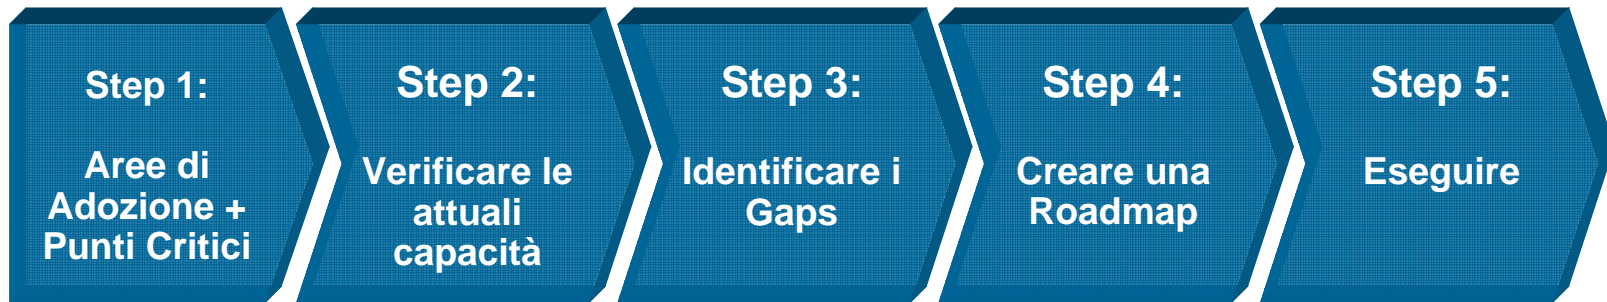 Step 1:
Aree di
Adozione +
Punti Critici
Step 2:
Verificare le
attuali
capacità
Step 3:
Identificare i
Gaps
Step 4:
Creare una
Roadmap
Step 5:
Eseguire